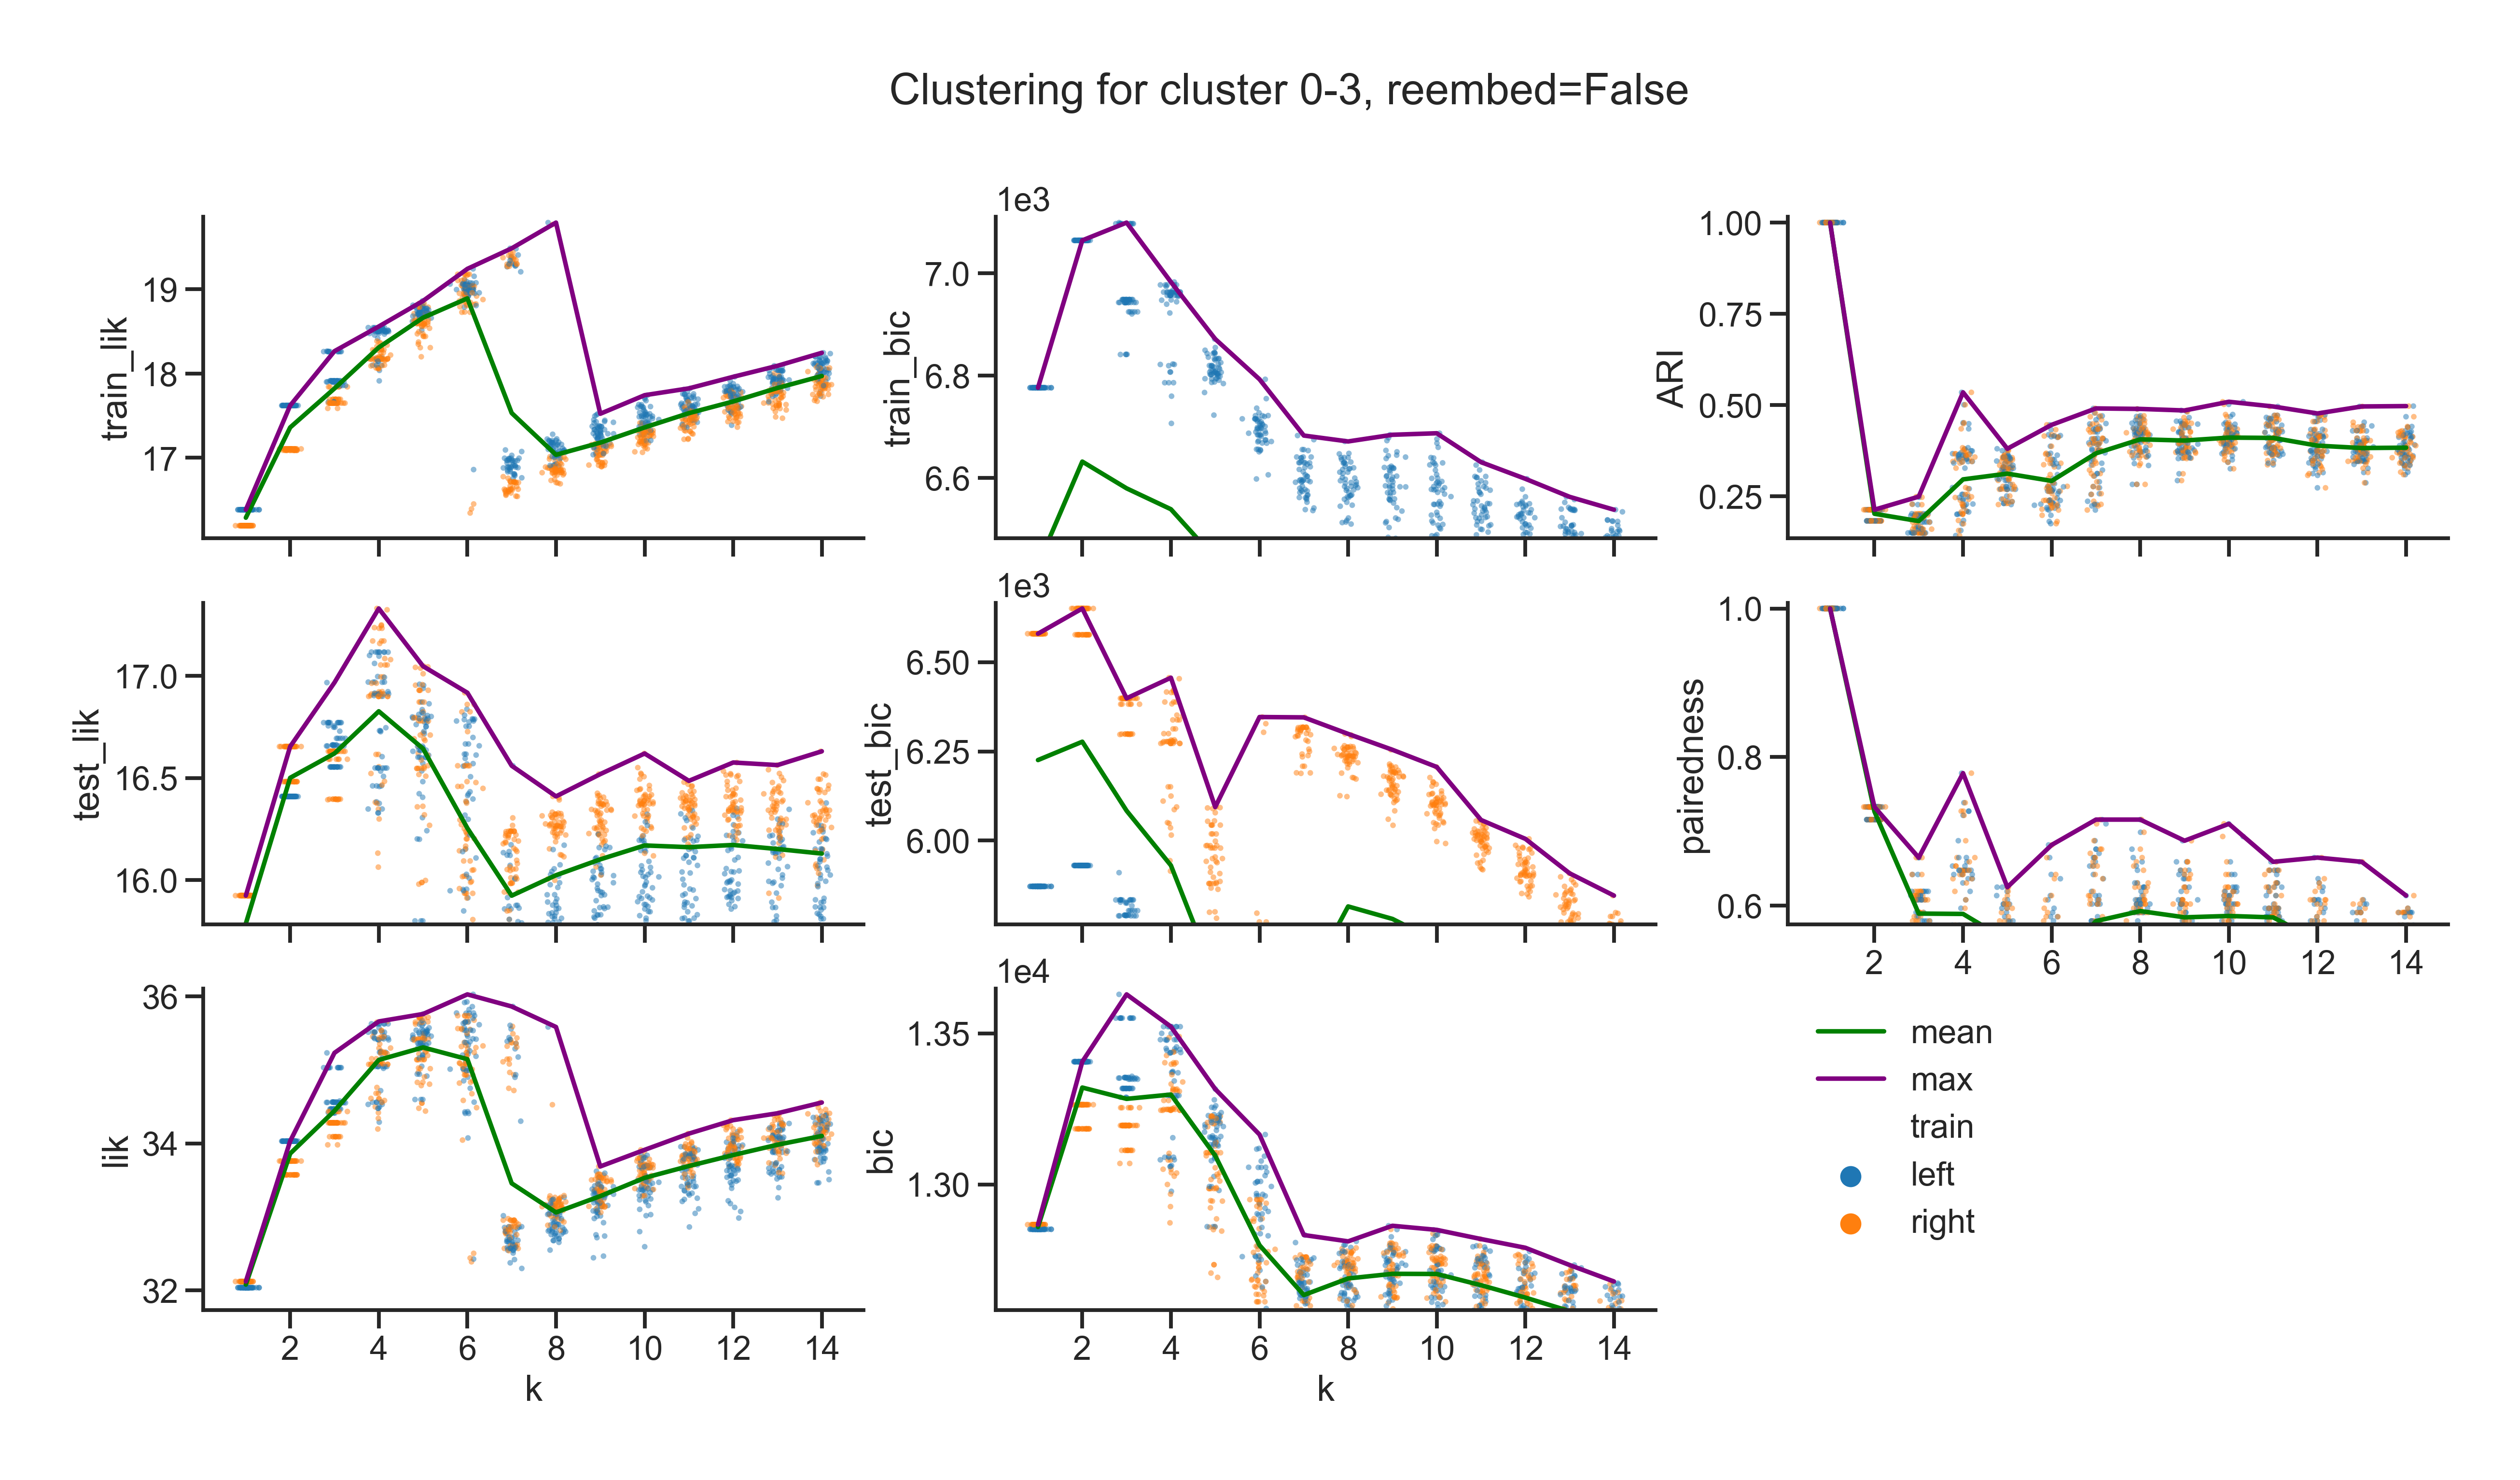 Clustering for cluster 0-3, reembed=False
train_lik
19
18
17
1e3
train_bic
7.0
6.8
6.6
ARI
1.00
0.75
0.50
0.25
test_lik
17.0
16.5
16.0
1e3
test_bic
6.50
6.25
6.00
pairedness
1.0
0.8
0.6
2 4 6 8 10 12 14
lik
36
34
32
2 4 6 8 10 12 14
k
1e4
bic
1.35
1.30
2 4 6 8 10 12 14
k
mean
max
train
left
right